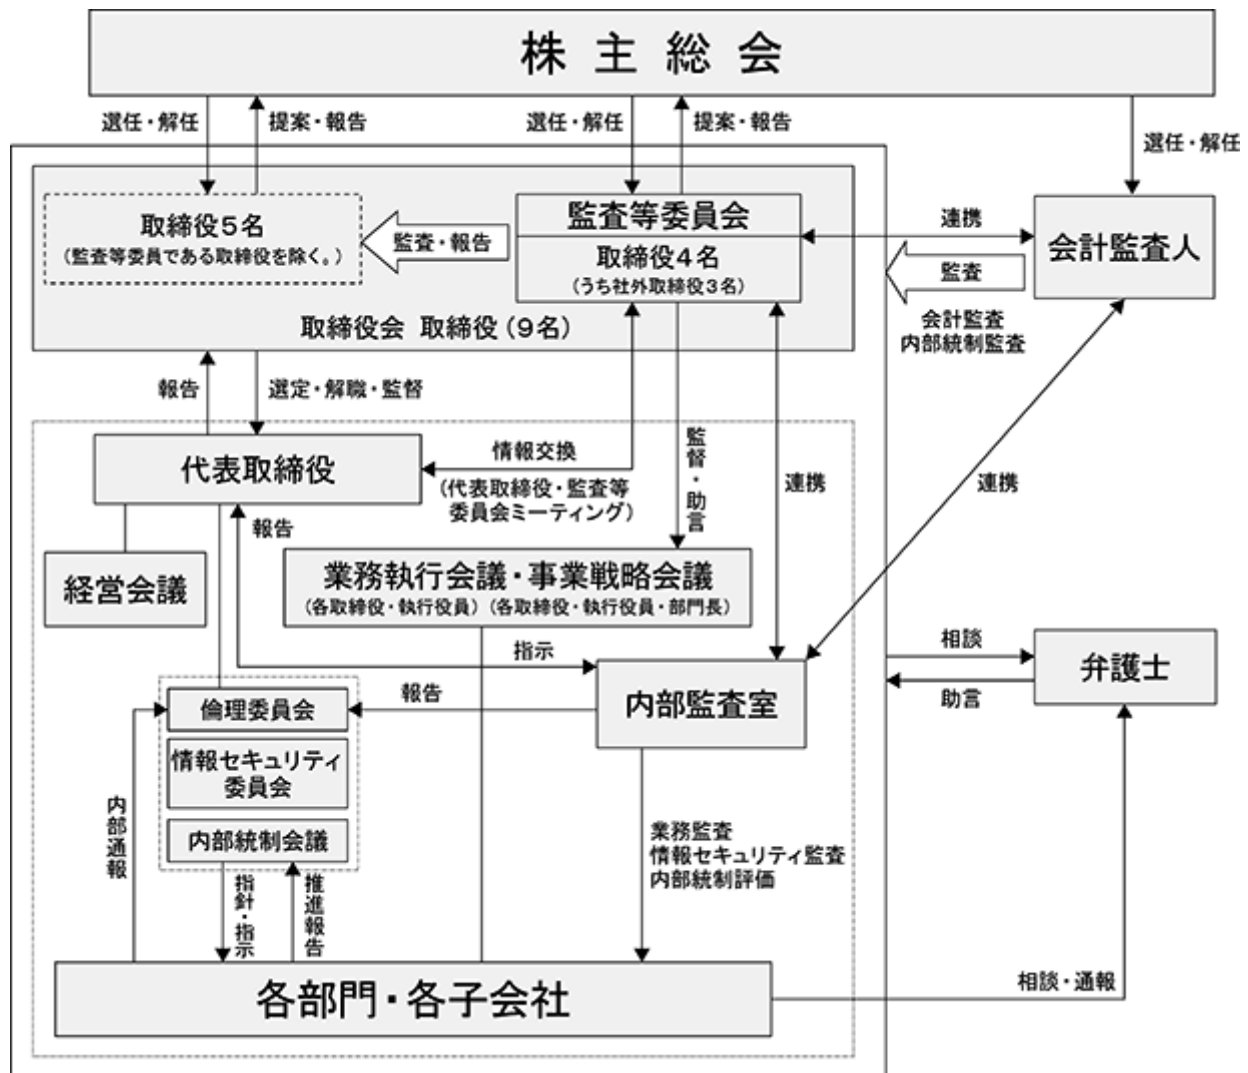 株主総会
選任・解任
提案・報告
選任・解任
提案・報告
選任・解任
取締役5名
(監査等委員である取締役を除く。)
監査・報告
監査等委員会
取締役4名
(うち社外取締役3名)
連携
監査
会計監査人
会計監査
内部統制監査
取締役会 取締役(9名)
報告
選定・解職・監督
代表取締役
情報交換
(代表取締役・監査等
委員会ミーティング)
監督・助言
連携
連携
報告
経営会議
業務執行会議・事業戦略会議
(各取締役・執行役員)(各取締役・執行役員・部門長)
指示
相談
弁護士
助言
倫理委員会
報告
内部監査室
情報セキュリティ
委員会
内部通報
内部統制会議
業務監査
情報セキュリティ監査
内部統制評価
指針・指示
推進報告
各部門・各子会社
相談・通報